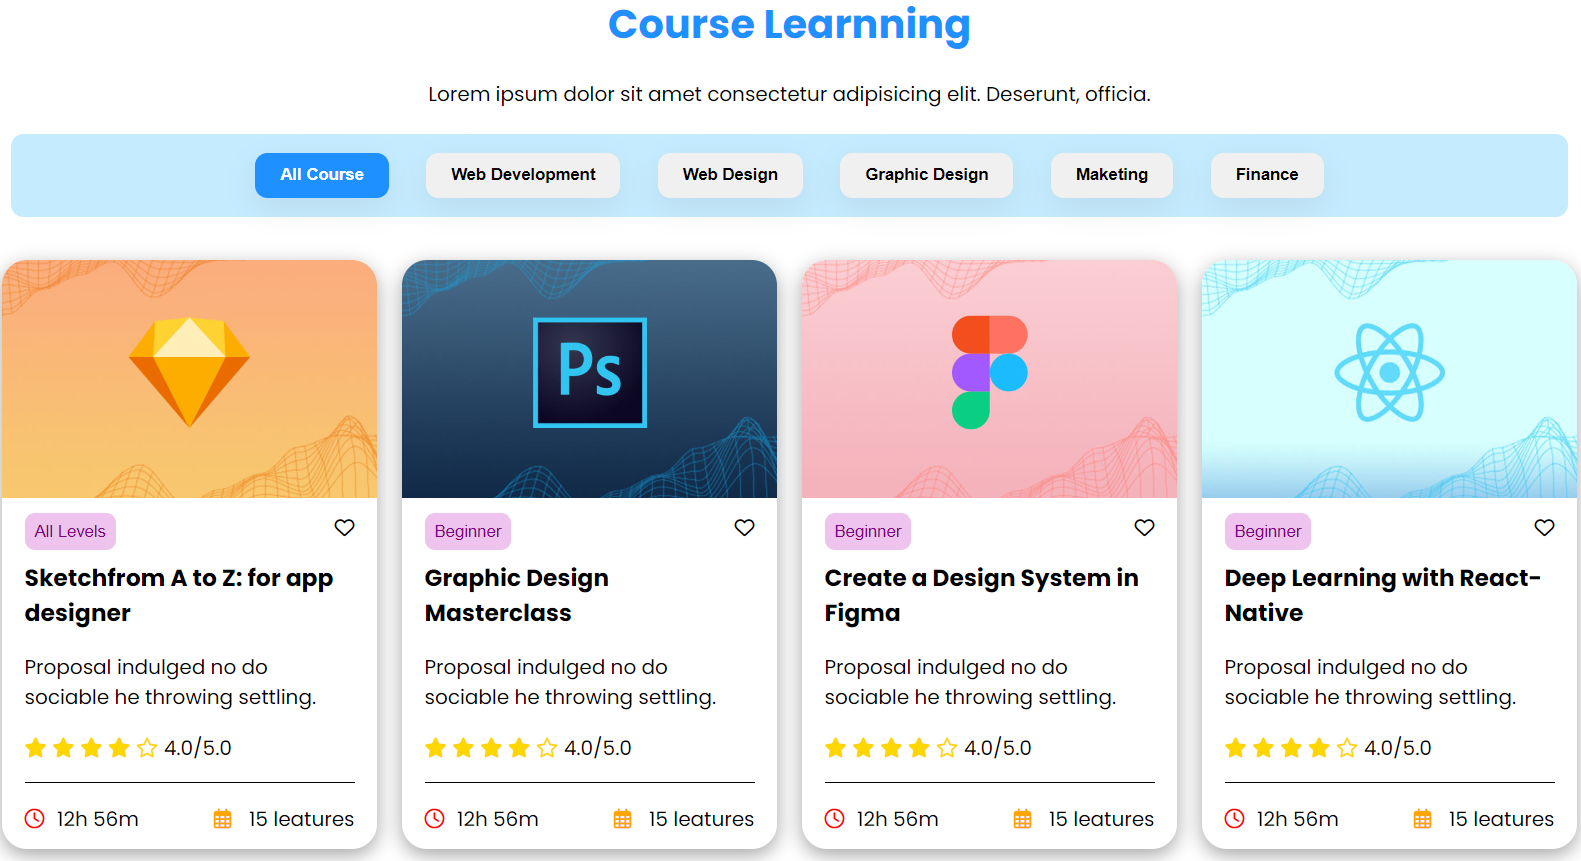 Course Learnning
Lorem ipsum dolor sit amet consectetur adipisicing elit. Deserunt, officia.
All Course
Web Development
Web Design
Graphic Design
Maketing
Finance
Ps
All Levels
Sketchfrom A to Z: for app
designer
Proposal indulged no do
sociable he throwing settling.
4.0/5.0
12h 56m
15 leatures
Beginner
Graphic Design
Masterclass
Proposal indulged no do
sociable he throwing settling.
4.0/5.0
12h 56m
15 leatures
Beginner
Create a Design System in
Figma
Proposal indulged no do
sociable he throwing settling.
4.0/5.0
12h 56m
15 leatures
Beginner
Deep Learning with React-
Native
Proposal indulged no do
sociable he throwing settling.
4.0/5.0
12h 56m
15 leatures